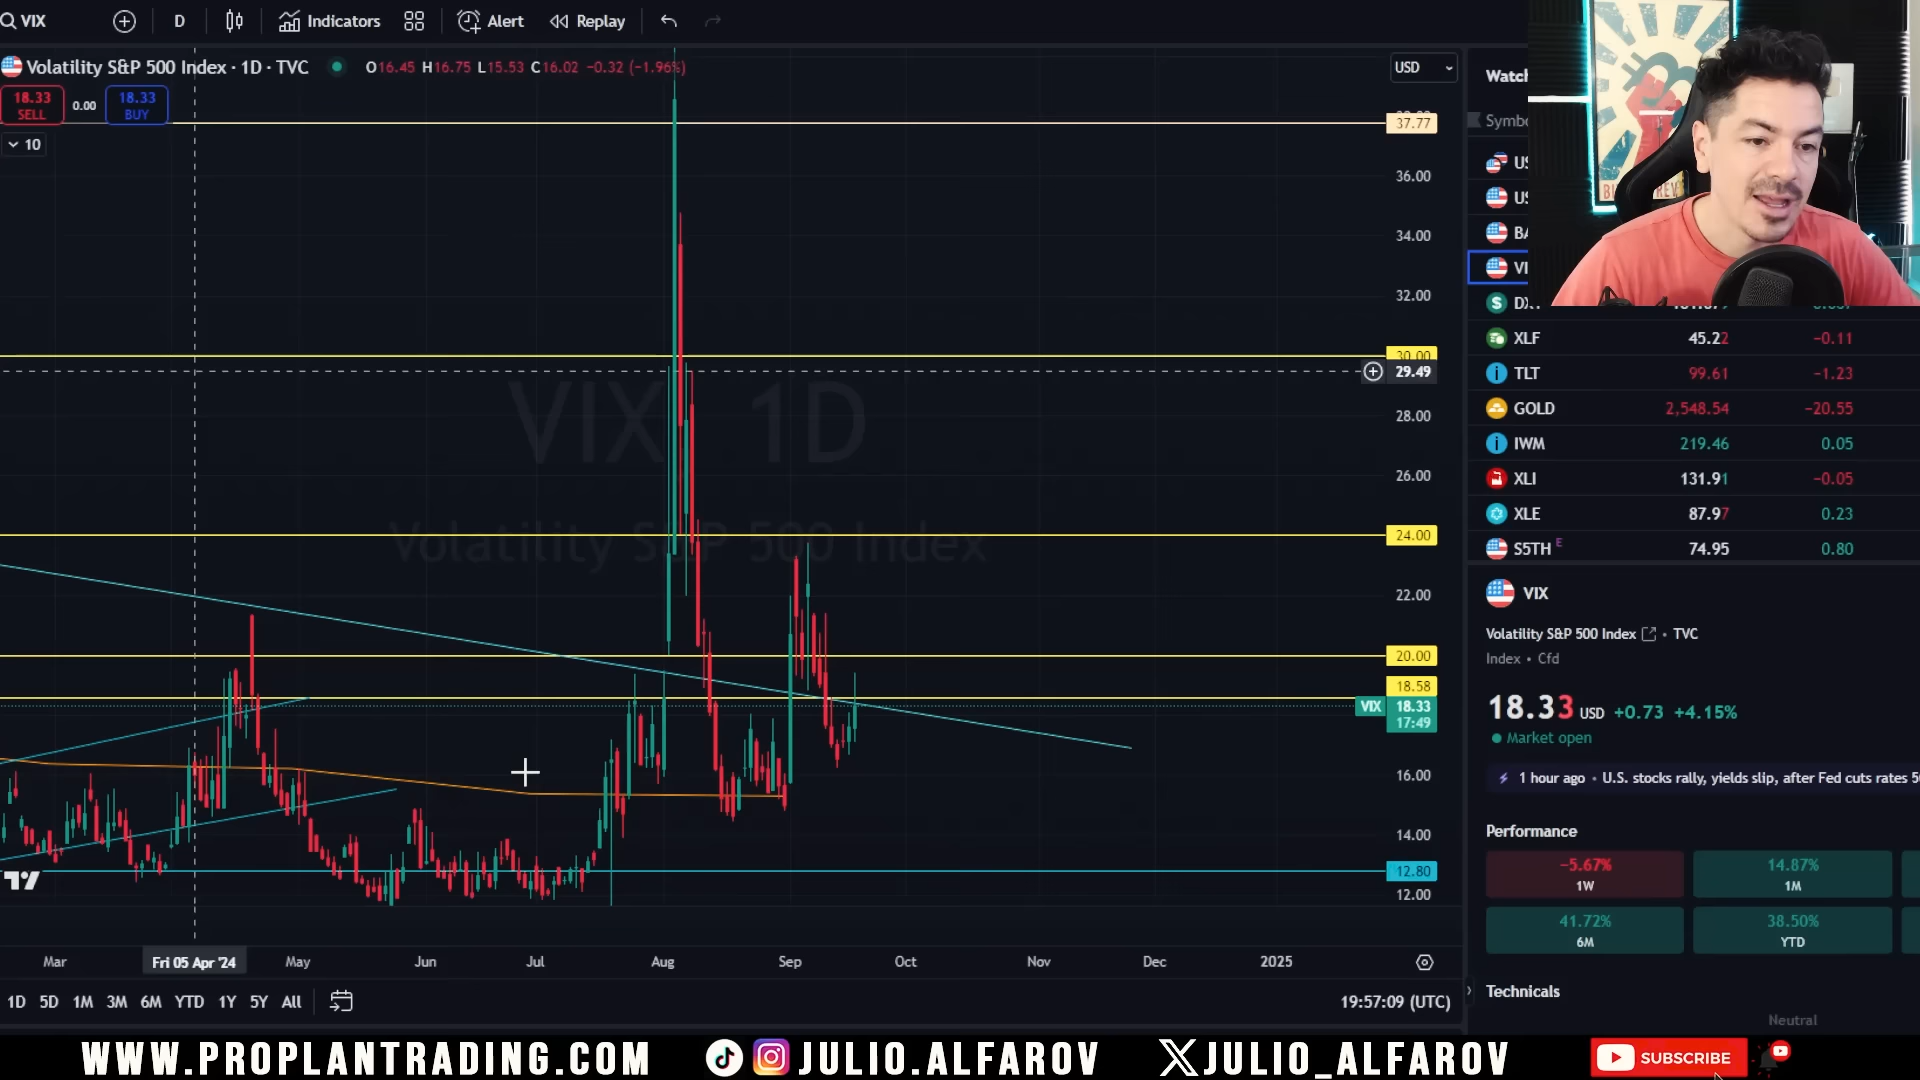 VIX
D
Indicators
Alert
Replay
Volatility S&P 500 Index · 1D · TVC
O16.45 H16.75 L15.53 C16.02 −0.32 (−1.96%)
USD
18.33
SELL
0.00
18.33
BUY
10
VIX 1D
Volatility S&P 500 Index
37.77
36.00
34.00
32.00
30.00
29.49
28.00
26.00
24.00
22.00
20.00
18.58
VIX 18.33
17:49
16.00
14.00
12.80
12.00
Mar
Fri 05 Apr '24
May
Jun
Jul
Aug
Sep
Oct
Nov
Dec
2025
1D 5D 1M 3M 6M YTD 1Y 5Y All
19:57:09 (UTC)
XLF 45.22 −0.11
TLT 99.61 −1.23
GOLD 2,548.54 −20.55
IWM 219.46 0.05
XLI 131.91 −0.05
XLE 87.97 0.23
S5TH E 74.95 0.80
VIX
Volatility S&P 500 Index • TVC
Index • Cfd
18.33 USD +0.73 +4.15%
Market open
1 hour ago • U.S. stocks rally, yields slip, after Fed cuts rates
Performance
−5.67%
1W
14.87%
1M
41.72%
6M
38.50%
YTD
Technicals
Neutral
WWW.PROPLANTRADING.COM
JULIO.ALFAROV
JULIO_ALFAROV
SUBSCRIBE